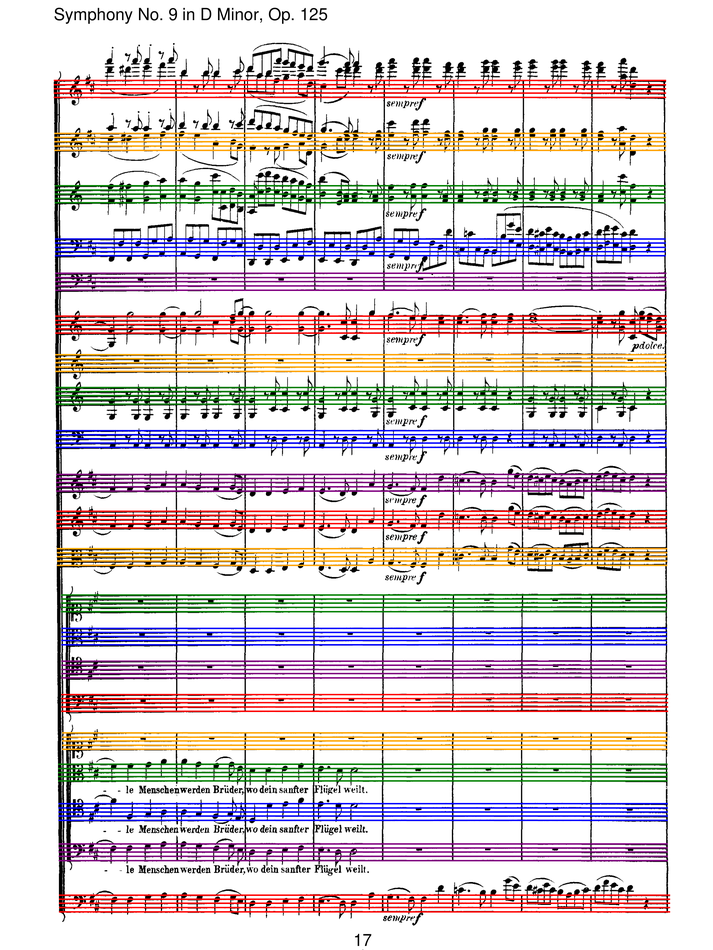 Symphony No. 9 in D Minor, Op. 125
sempre f
sempre f
sempre f
sempre f
sempre f
p dolce.
sempre f
sempre f
sempre f
sempre f
sempre f
- - le Menschen werden Brüder, wo dein sanfter Flügel weilt.
- - le Menschen werden Brüder, wo dein sanfter Flügel weilt.
- - le Menschen werden Brüder, wo dein sanfter Flügel weilt.
sempre f
17